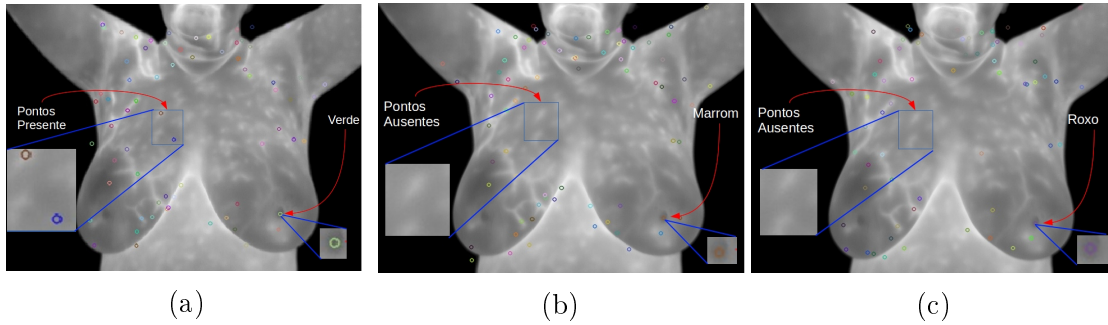 Pontos
Presente
Verde
(a)
Pontos
Ausentes
Marrom
(b)
Pontos
Ausentes
Roxo
(c)